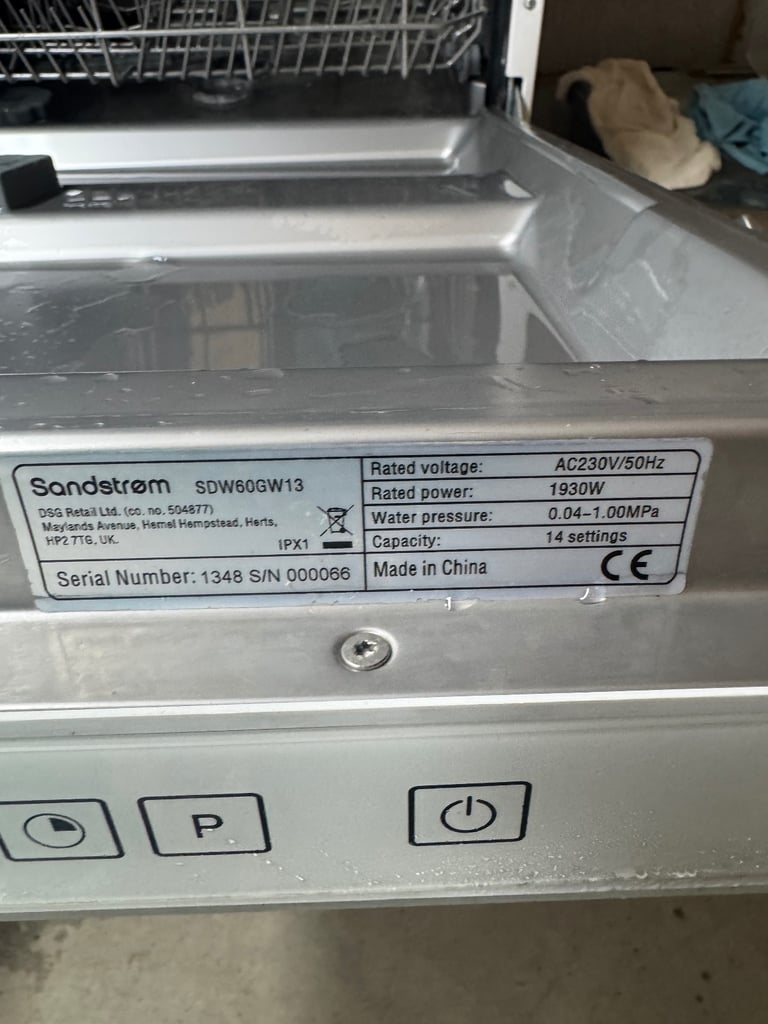 Sandstrøm SDW60GW13
DSG Retail Ltd. (co. no. 504877)
Maylands Avenue, Hemel Hempstead, Herts,
HP2 7TG, UK.
IPX1
Serial Number: 1348 S/N 000066
Rated voltage: AC230V/50Hz
Rated power: 1930W
Water pressure: 0.04-1.00MPa
Capacity: 14 settings
Made in China CE
P